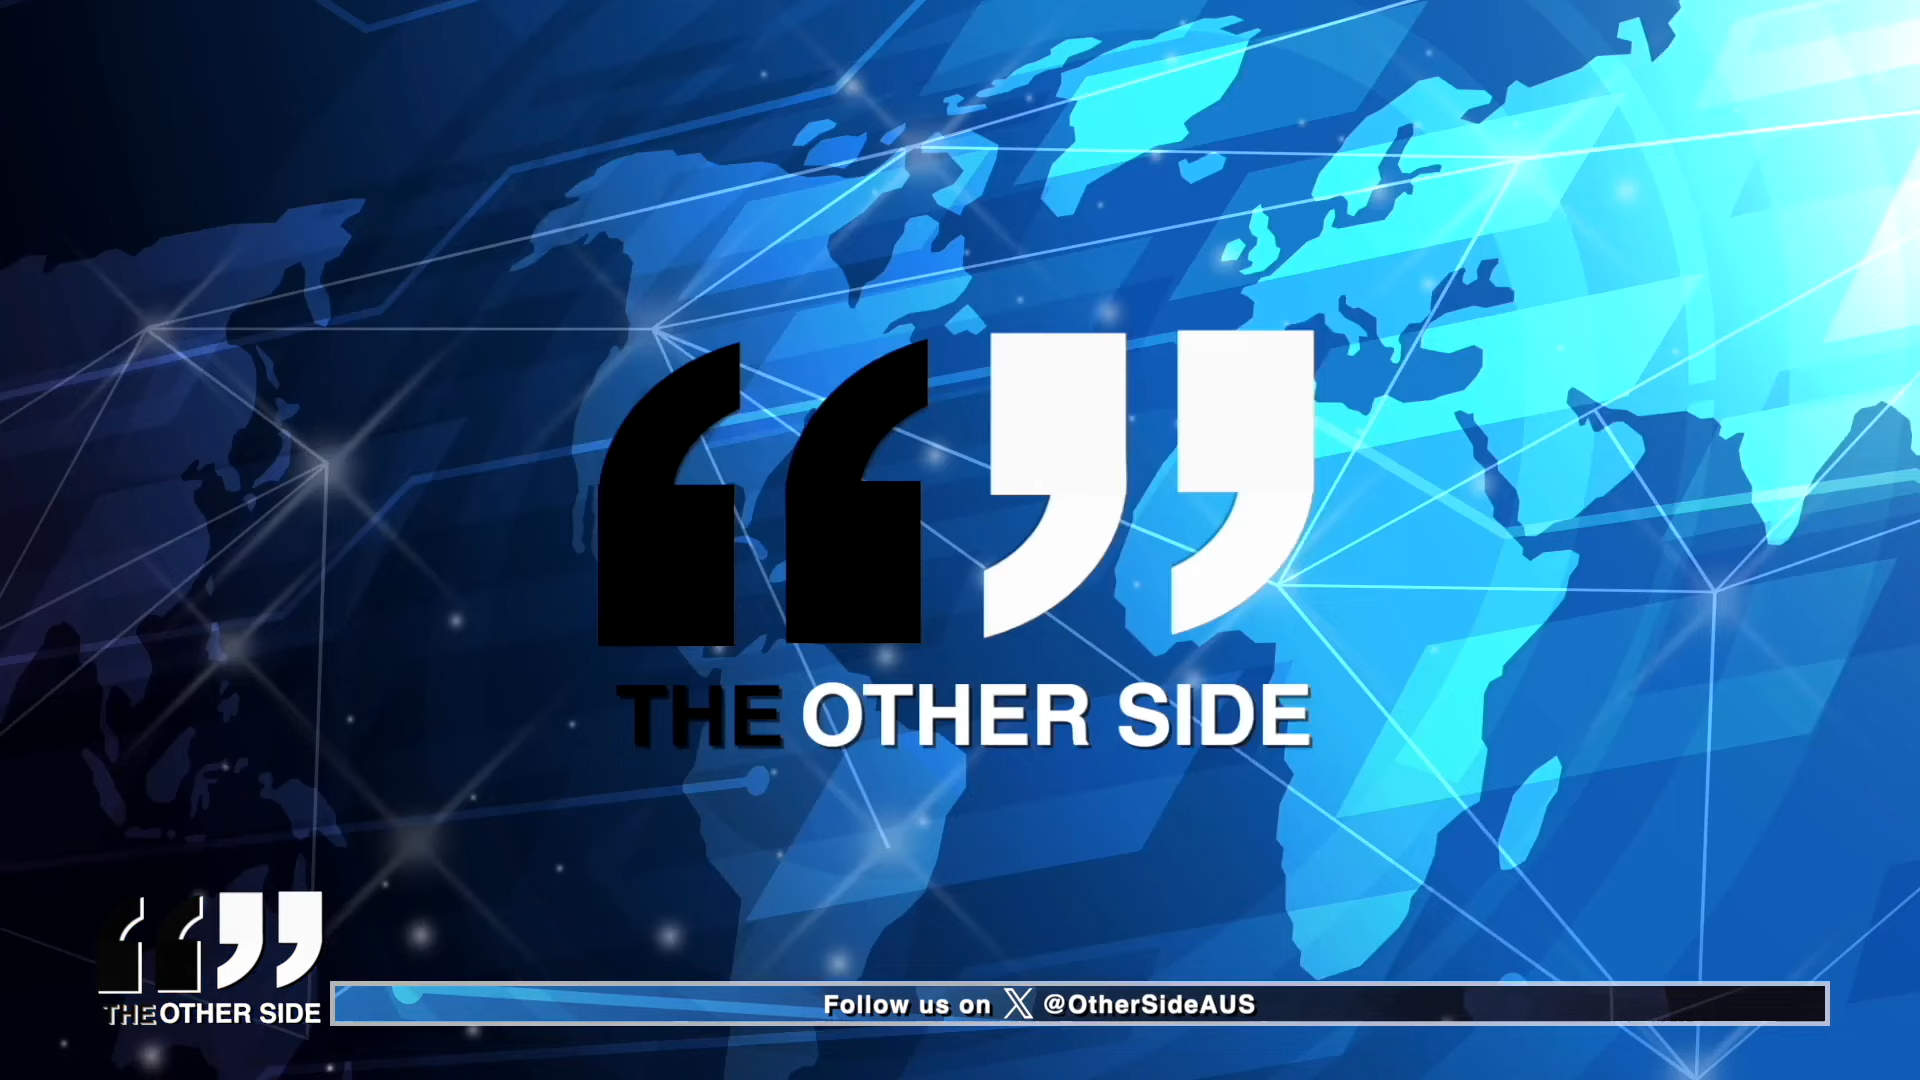 “ ”
THE OTHER SIDE
“ ”
THE OTHER SIDE
Follow us on X @OtherSideAUS